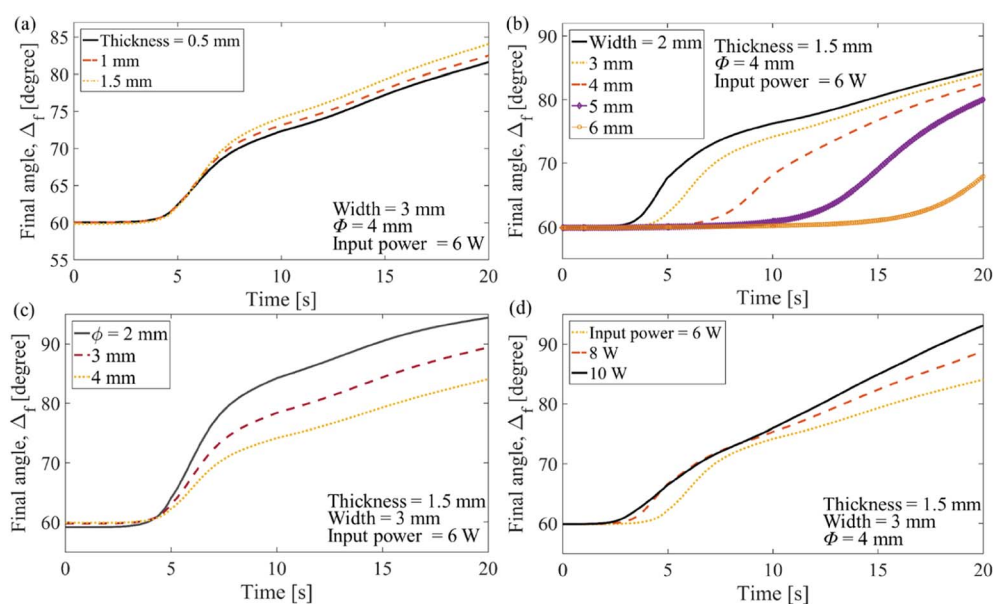 (a)
Thickness = 0.5 mm
1 mm
1.5 mm
Final angle, Δf [degree]
85
80
75
70
65
60
55
Width = 3 mm
Φ = 4 mm
Input power = 6 W
0 5 10 15 20
Time [s]
(b)
Width = 2 mm
3 mm
4 mm
5 mm
6 mm
Thickness = 1.5 mm
Φ = 4 mm
Input power = 6 W
Final angle, Δf [degree]
90
80
70
60
0 5 10 15 20
Time [s]
(c)
ϕ = 2 mm
3 mm
4 mm
Final angle, Δf [degree]
90
80
70
60
Thickness = 1.5 mm
Width = 3 mm
Input power = 6 W
0 5 10 15 20
Time [s]
(d)
Input power = 6 W
8 W
10 W
Final angle, Δf [degree]
90
80
70
60
Thickness = 1.5 mm
Width = 3 mm
Φ = 4 mm
0 5 10 15 20
Time [s]